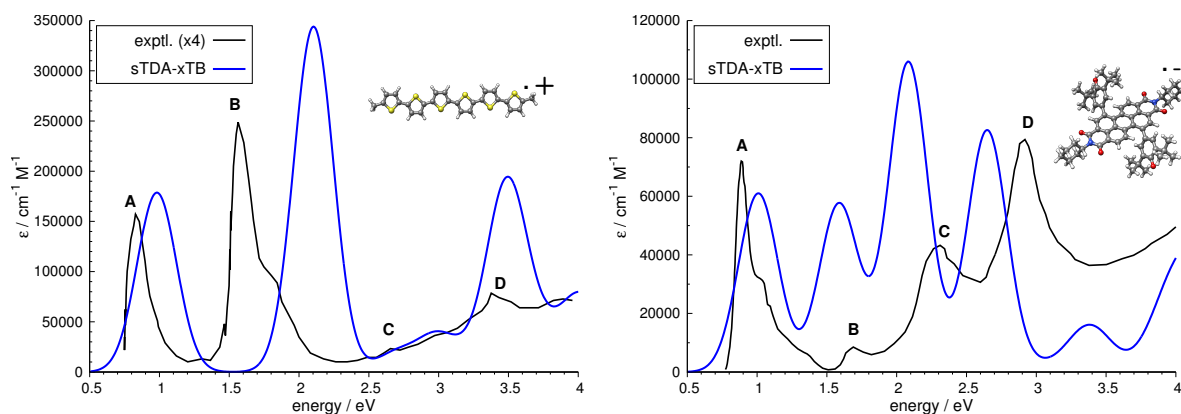 350000
300000
250000
200000
150000
100000
50000
0
0.5 1 1.5 2 2.5 3 3.5 4
ε / cm⁻¹ M⁻¹
energy / eV
exptl. (x4)
sTDA-xTB
A
B
C
D
·+
120000
100000
80000
60000
40000
20000
0
0.5 1 1.5 2 2.5 3 3.5 4
ε / cm⁻¹ M⁻¹
energy / eV
exptl.
sTDA-xTB
A
B
C
D
·-